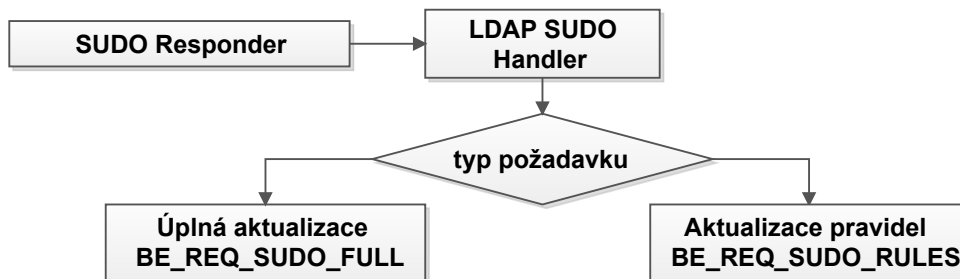 SUDO Responder
LDAP SUDO
Handler
typ požadavku
Úplná aktualizace
BE_REQ_SUDO_FULL
Aktualizace pravidel
BE_REQ_SUDO_RULES